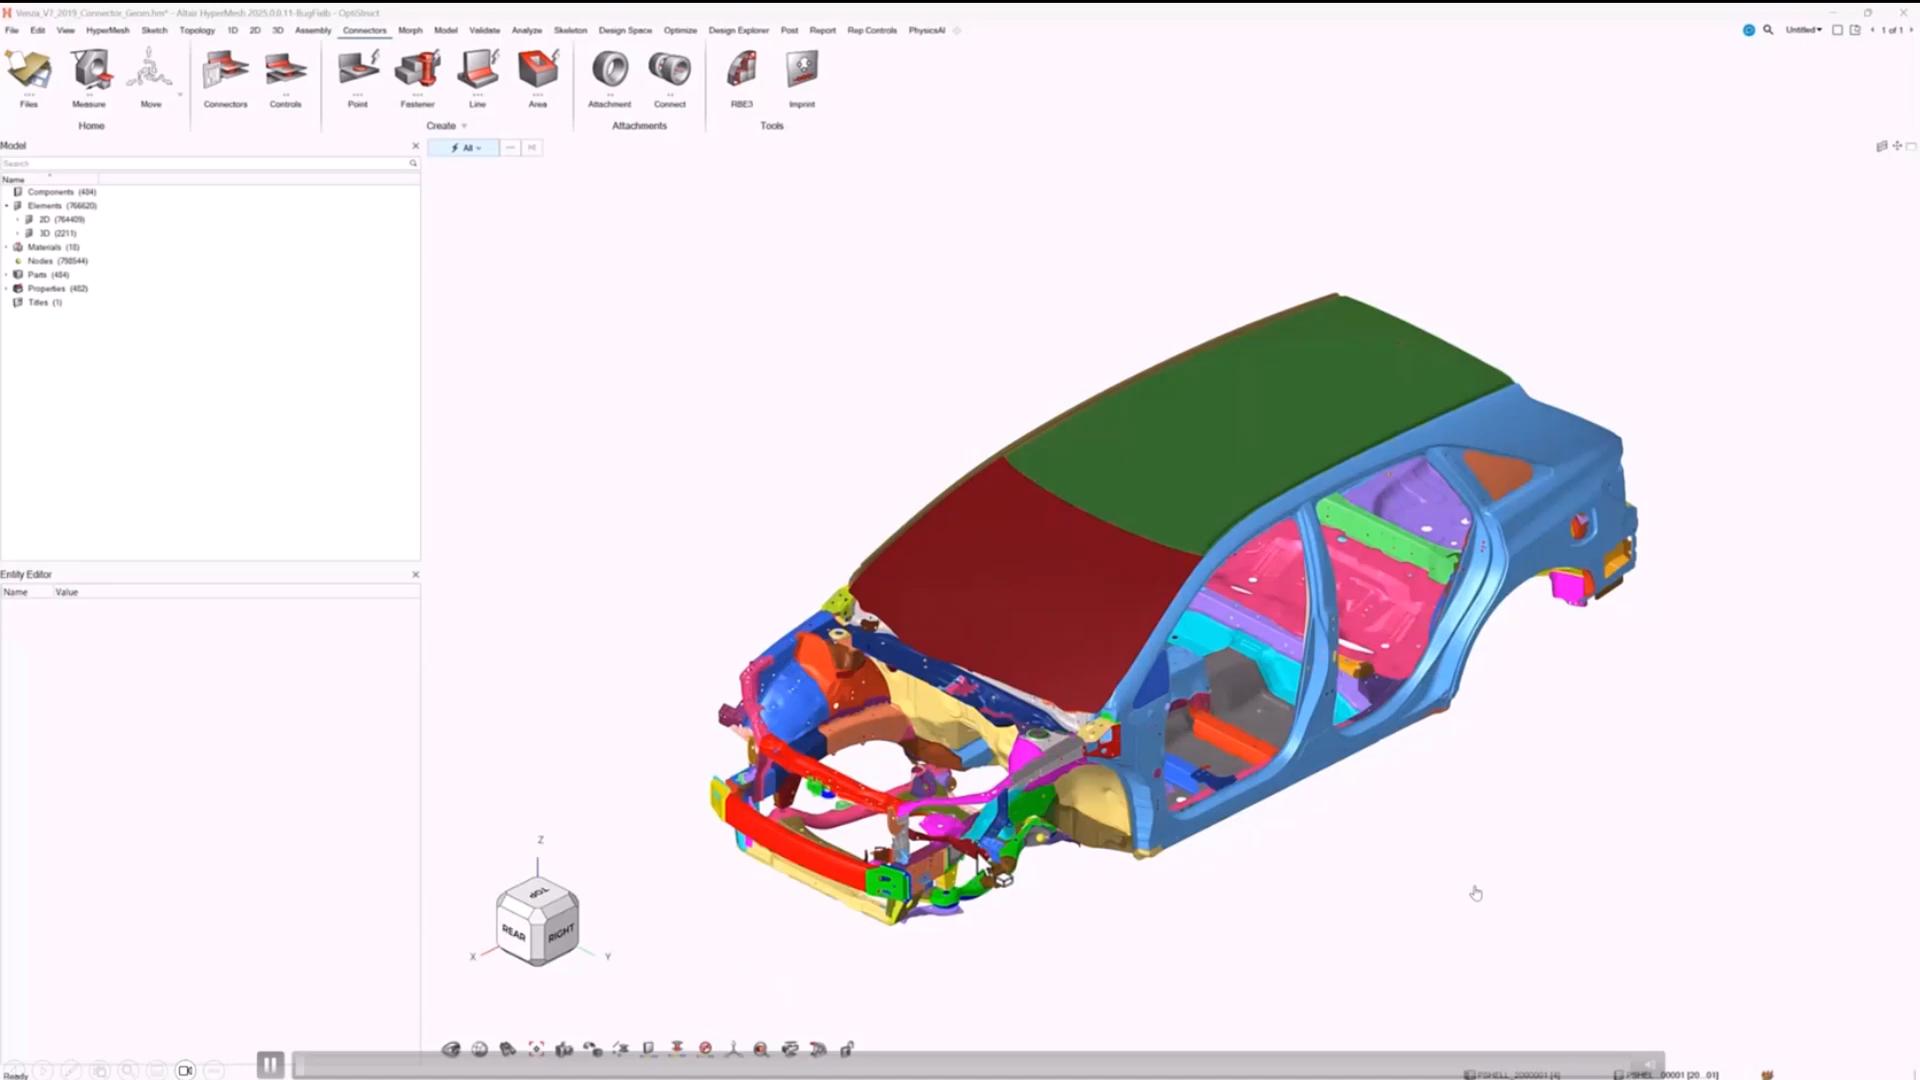 Venza_V7_2019_Connector_Geom.hm* - Altair HyperMesh 2025.0.0.11-BugFixlb - OptiStruct
File Edit View HyperMesh Sketch Topology 1D 2D 3D Assembly Connectors Morph Model Validate Analyze Skeleton Design Space Optimize Design Explorer Post Report Rep Controls PhysicsAI Untitled 1 of 1
Files Measure Move Connectors Controls Point Fastener Line Area Attachment Connect RBE3 Imprint
Home Create Attachments Tools
Model
All
Search
Name
Components (484)
Elements (766620)
2D (764409)
3D (2211)
Materials (18)
Nodes (798544)
Parts (484)
Properties (482)
Titles (1)
Entity Editor
Name Value
Z
TOP
REAR RIGHT
X Y
Ready
PSHELL_2000001 [4]